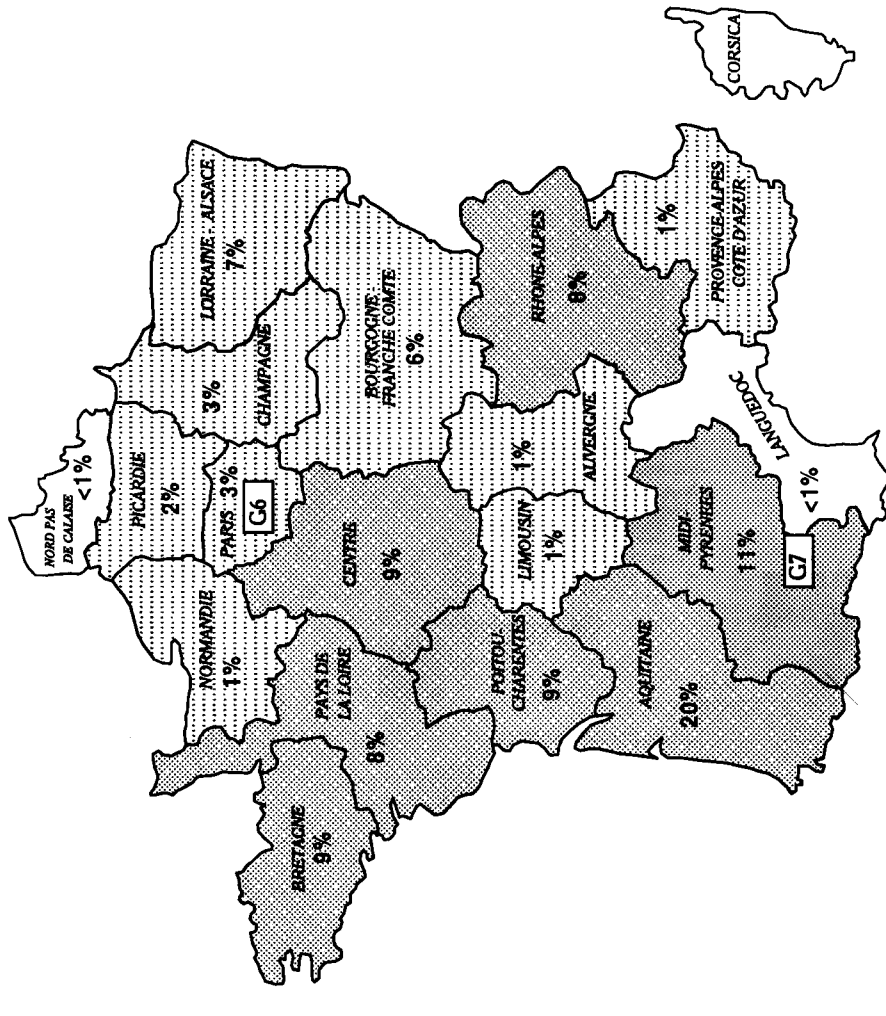 NORD PAS
DE CALAISE
<1%
PICARDIE
2%
PARIS 3%
G6
NORMANDIE
1%
3%
CHAMPAGNE
LORRAINE - ALSACE
7%
BRETAGNE
9%
PAYS DE
LA LOIRE
8%
CENTRE
9%
BOURGOGNE -
FRANCHE COMTE
6%
POITOU-
CHARENTES
9%
LIMOUSIN
1%
1%
AUVERGNE
RHONE-ALPES
8%
AQUITAINE
20%
MIDI-
PYRENEES
11%
G7
LANGUEDOC
<1%
1%
PROVENCE-ALPES
COTE D'AZUR
CORSICA